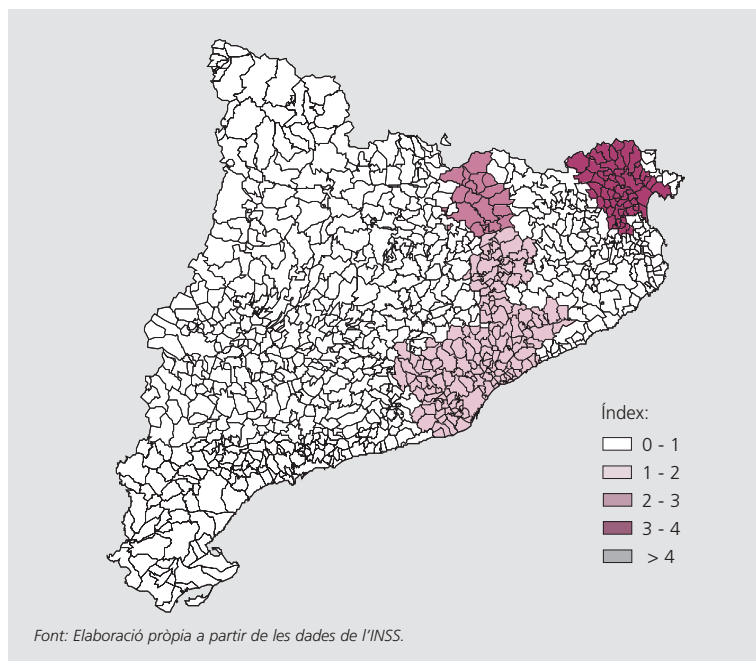 Índex:
0 - 1
1 - 2
2 - 3
3 - 4
> 4
Font: Elaboració pròpia a partir de les dades de l'INSS.